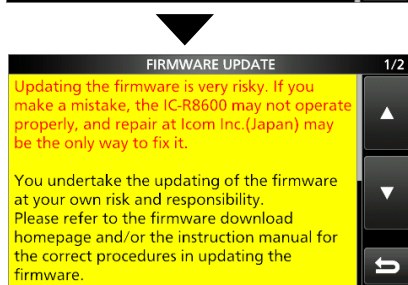 FIRMWARE UPDATE 1/2
Updating the firmware is very risky. If you
make a mistake, the IC-R8600 may not operate
properly, and repair at Icom Inc.(Japan) may
be the only way to fix it.
You undertake the updating of the firmware
at your own risk and responsibility.
Please refer to the firmware download
homepage and/or the instruction manual for
the correct procedures in updating the
firmware.